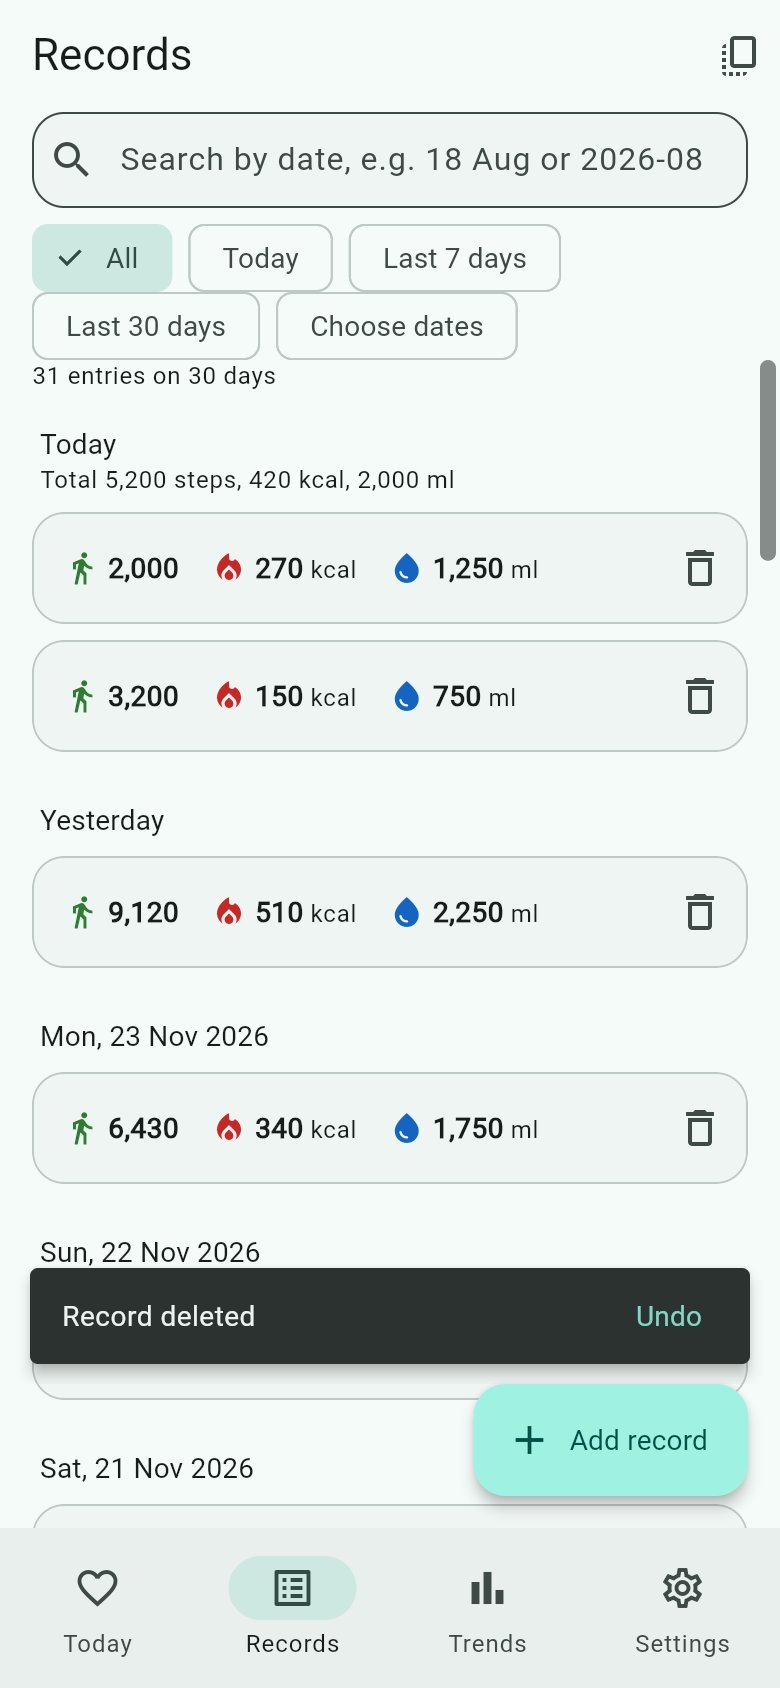 Records
Search by date, e.g. 18 Aug or 2026-08
All
Today
Last 7 days
Last 30 days
Choose dates
31 entries on 30 days
Today
Total 5,200 steps, 420 kcal, 2,000 ml
2,000 270 kcal 1,250 ml
3,200 150 kcal 750 ml
Yesterday
9,120 510 kcal 2,250 ml
Mon, 23 Nov 2026
6,430 340 kcal 1,750 ml
Sun, 22 Nov 2026
Record deleted Undo
Add record
Sat, 21 Nov 2026
Today Records Trends Settings